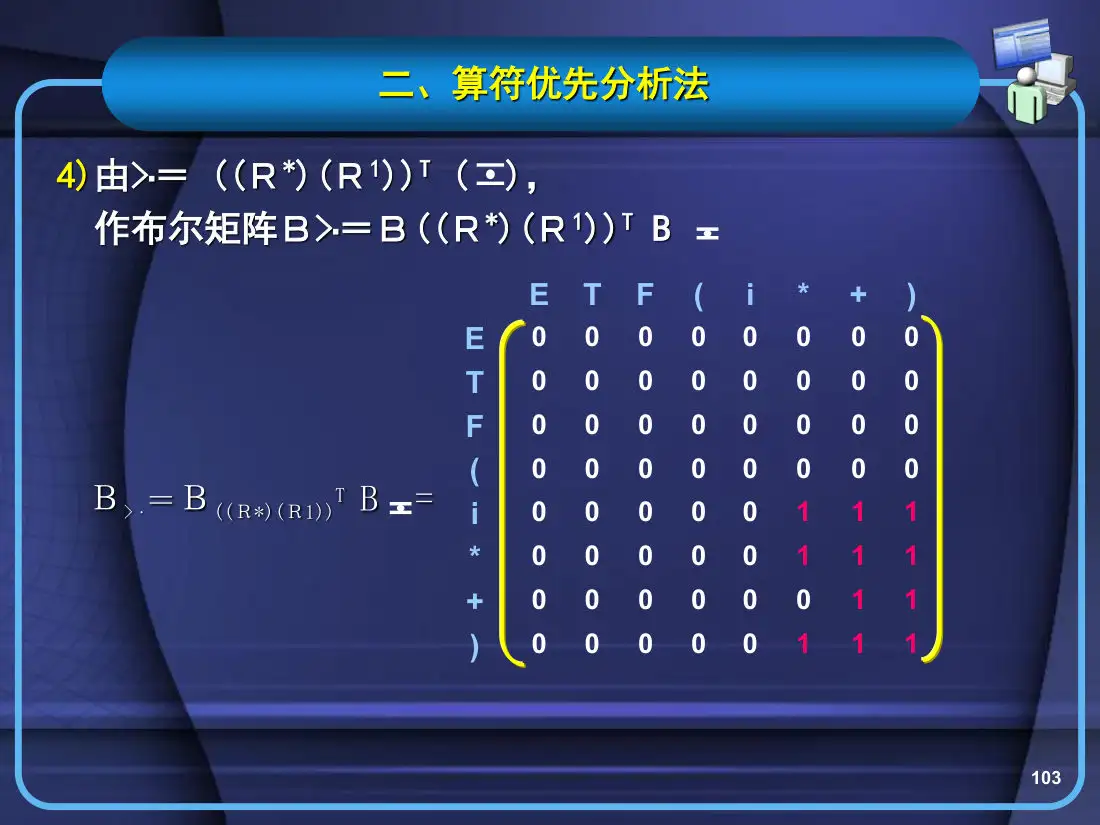 二、算符优先分析法
4)由>·＝ ((R*)(R1))T (≖),
作布尔矩阵B>·＝B((R*)(R1))T B
E T F ( i * + )
E 0 0 0 0 0 0 0 0
T 0 0 0 0 0 0 0 0
F 0 0 0 0 0 0 0 0
( 0 0 0 0 0 0 0 0
B>·＝B((R*)(R1))T B =
i 0 0 0 0 0 1 1 1
* 0 0 0 0 0 1 1 1
+ 0 0 0 0 0 0 1 1
) 0 0 0 0 0 1 1 1
103